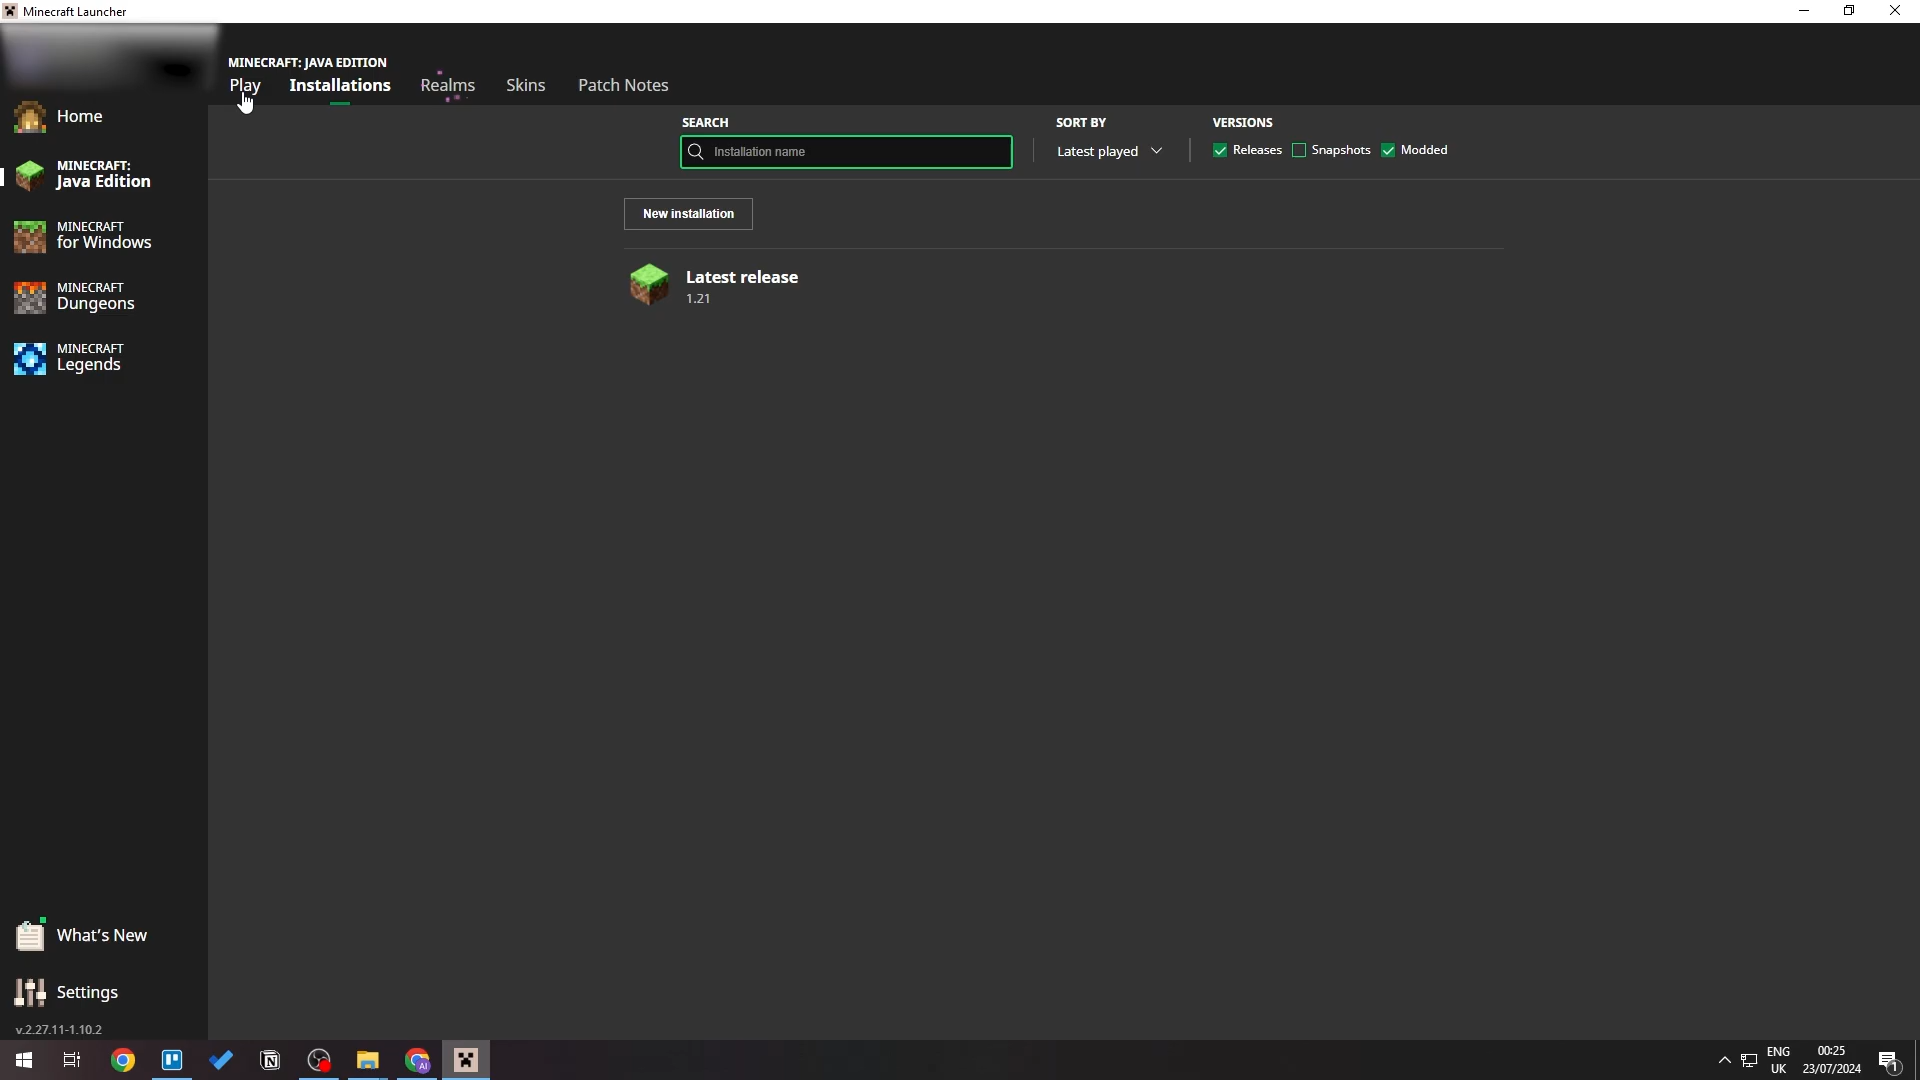 Minecraft Launcher
MINECRAFT: JAVA EDITION
Play Installations Realms Skins Patch Notes
Home
MINECRAFT:
Java Edition
MINECRAFT
for Windows
MINECRAFT
Dungeons
MINECRAFT
Legends
What's New
Settings
v.2.27.11-1.10.2
SEARCH
Installation name
SORT BY
Latest played
VERSIONS
Releases Snapshots Modded
New installation
Latest release
1.21
AI
ENG
UK
00:25
23/07/2024
1